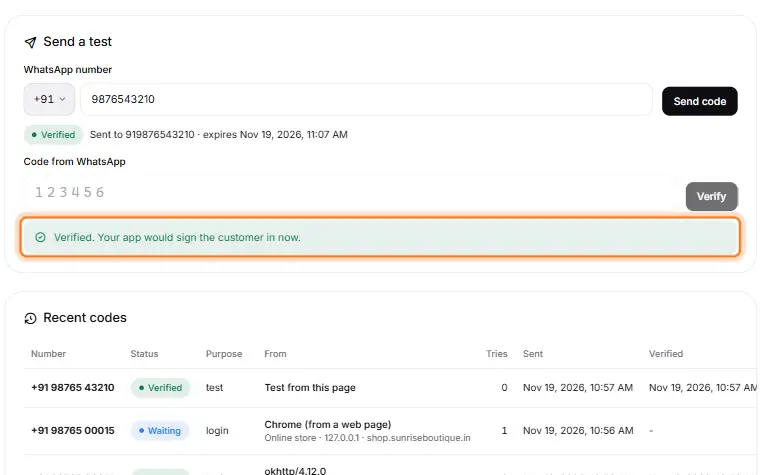 Send a test
WhatsApp number
+91 9876543210 Send code
Verified Sent to 919876543210 · expires Nov 19, 2026, 11:07 AM
Code from WhatsApp
123456 Verify
Verified. Your app would sign the customer in now.
Recent codes
Number Status Purpose From Tries Sent Verified
+91 98765 43210 Verified test Test from this page 0 Nov 19, 2026, 10:57 AM Nov 19, 2026, 10:57 AM
+91 98765 00015 Waiting login Chrome (from a web page) 1 Nov 19, 2026, 10:56 AM -
Online store · 127.0.0.1 · shop.sunriseboutique.in
okhttp/4.12.0